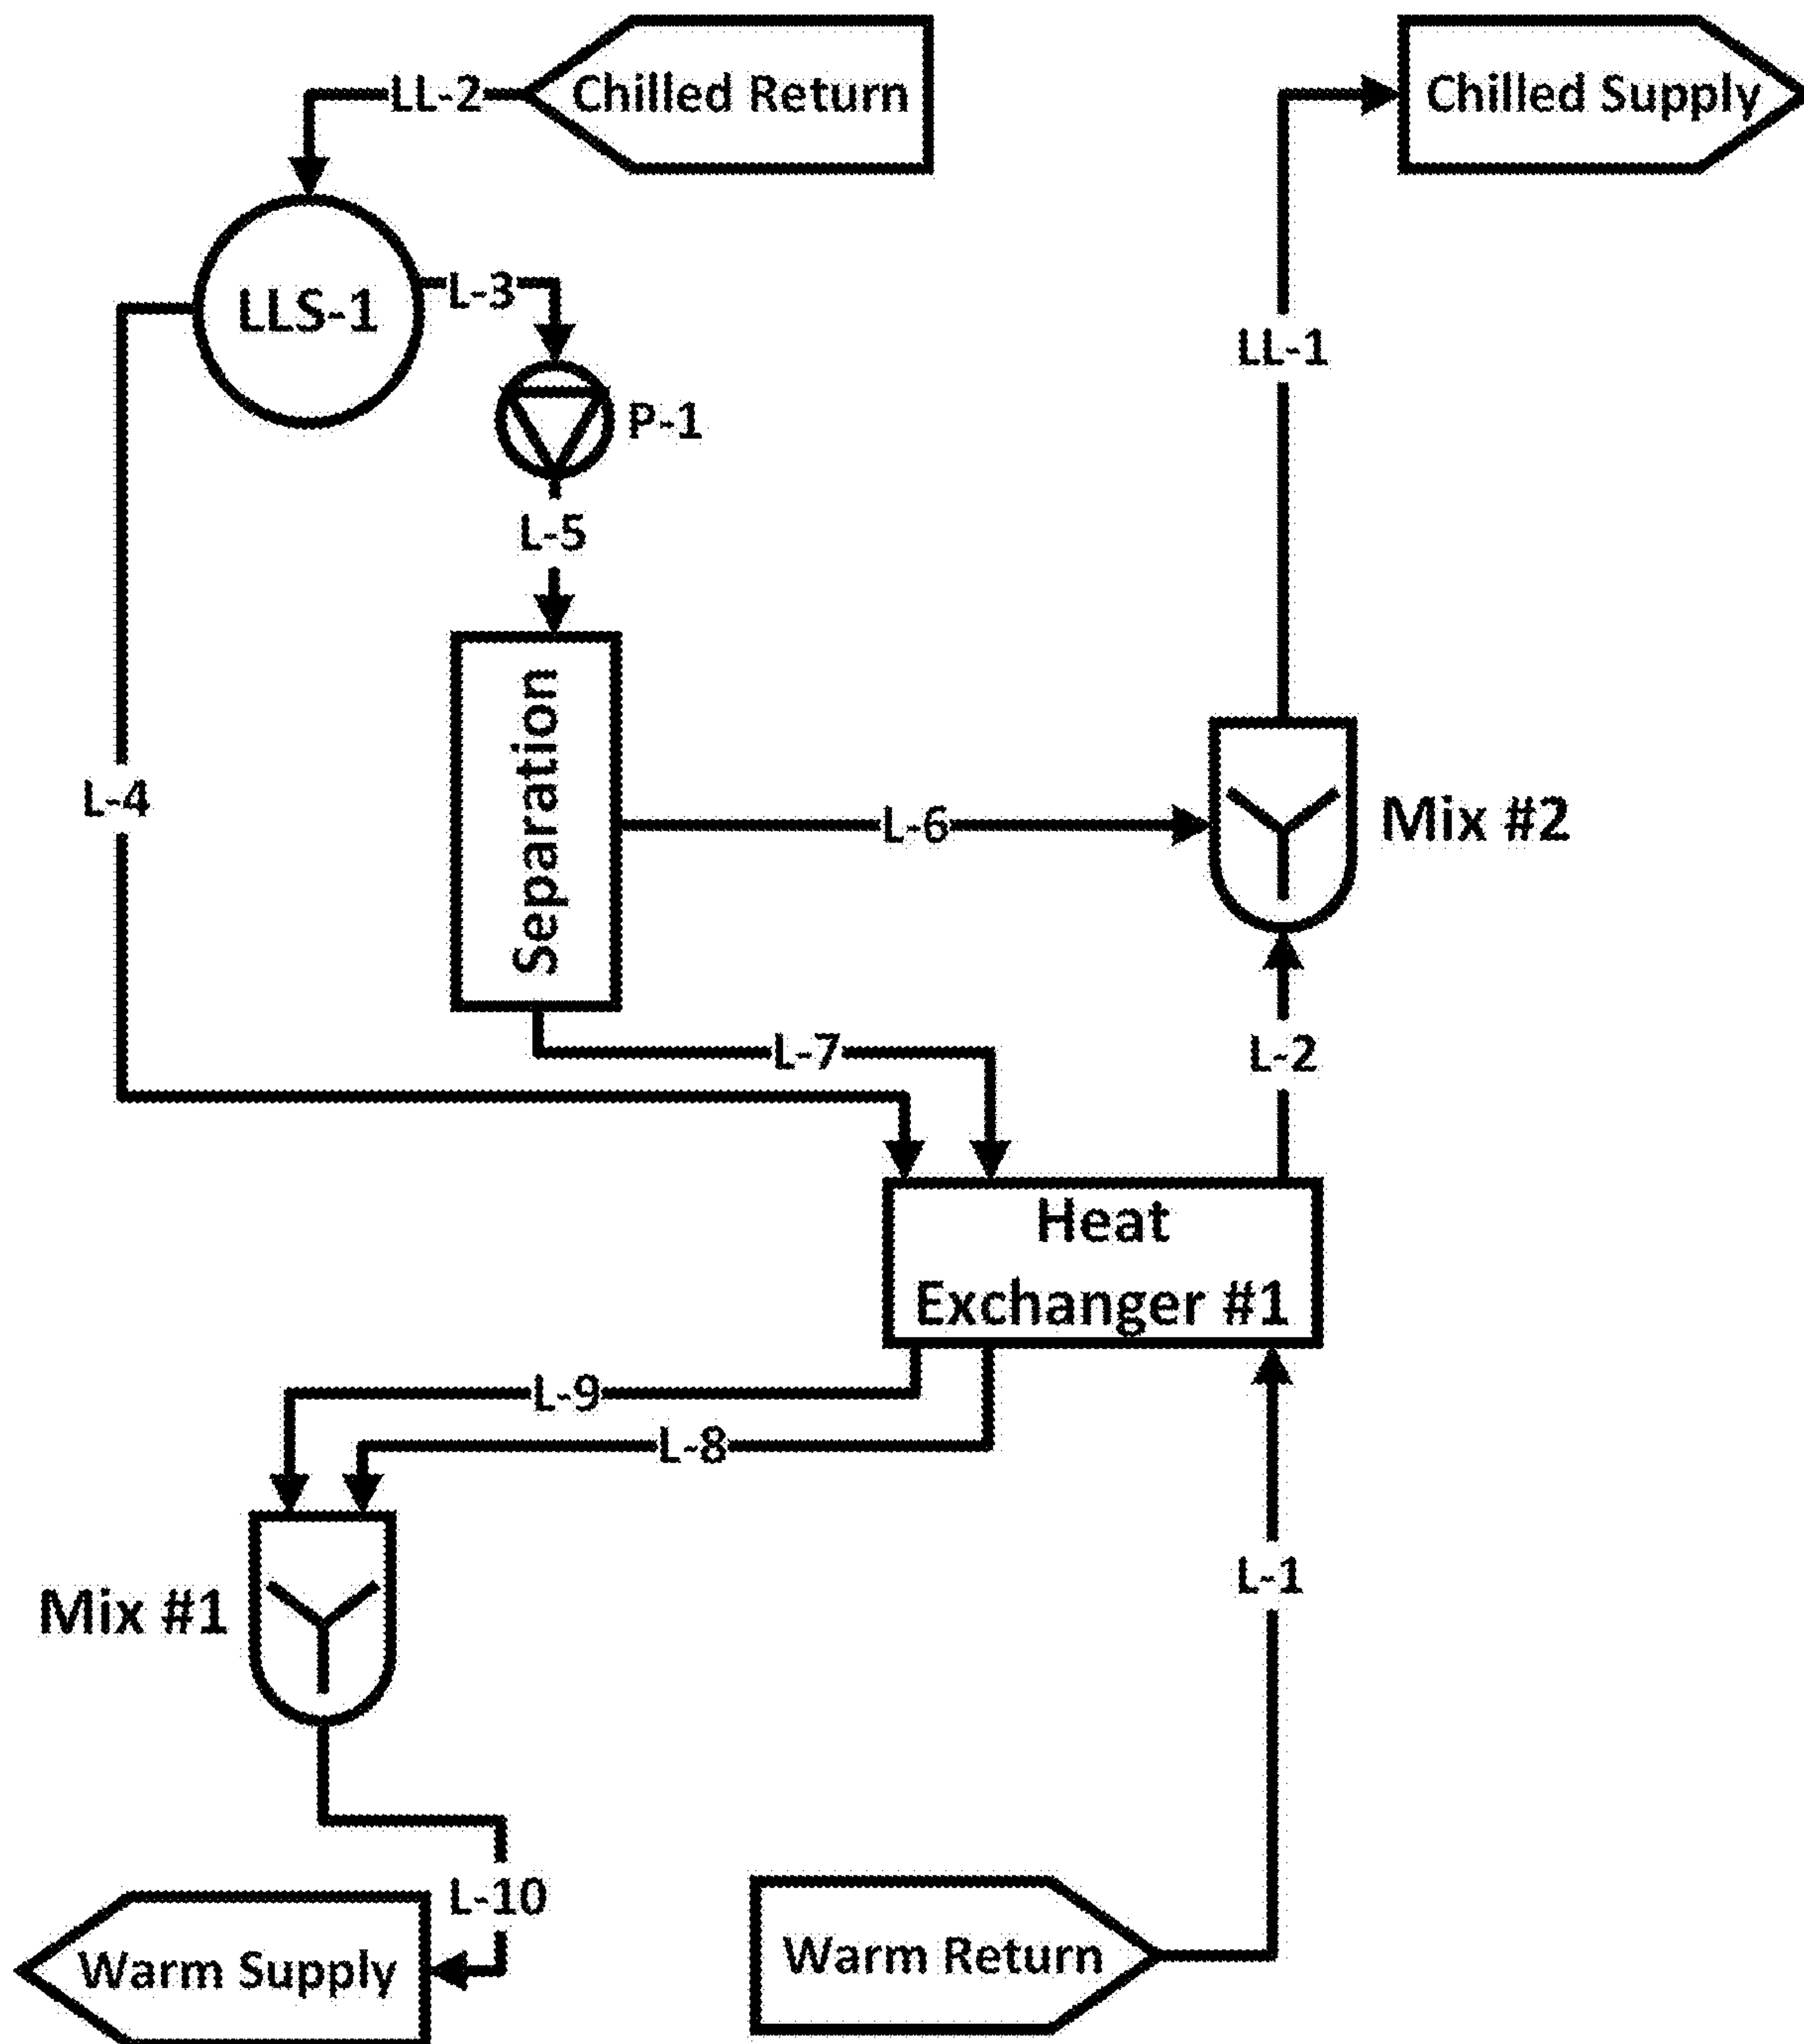 LL-2
Chilled Return
Chilled Supply
LLS-1
L-3
LL-1
P-1
L-5
Separation
L-4
L-6
Mix #2
L-7
L-2
Heat
Exchanger #1
L-9
L-8
L-1
Mix #1
L-10
Warm Supply
Warm Return